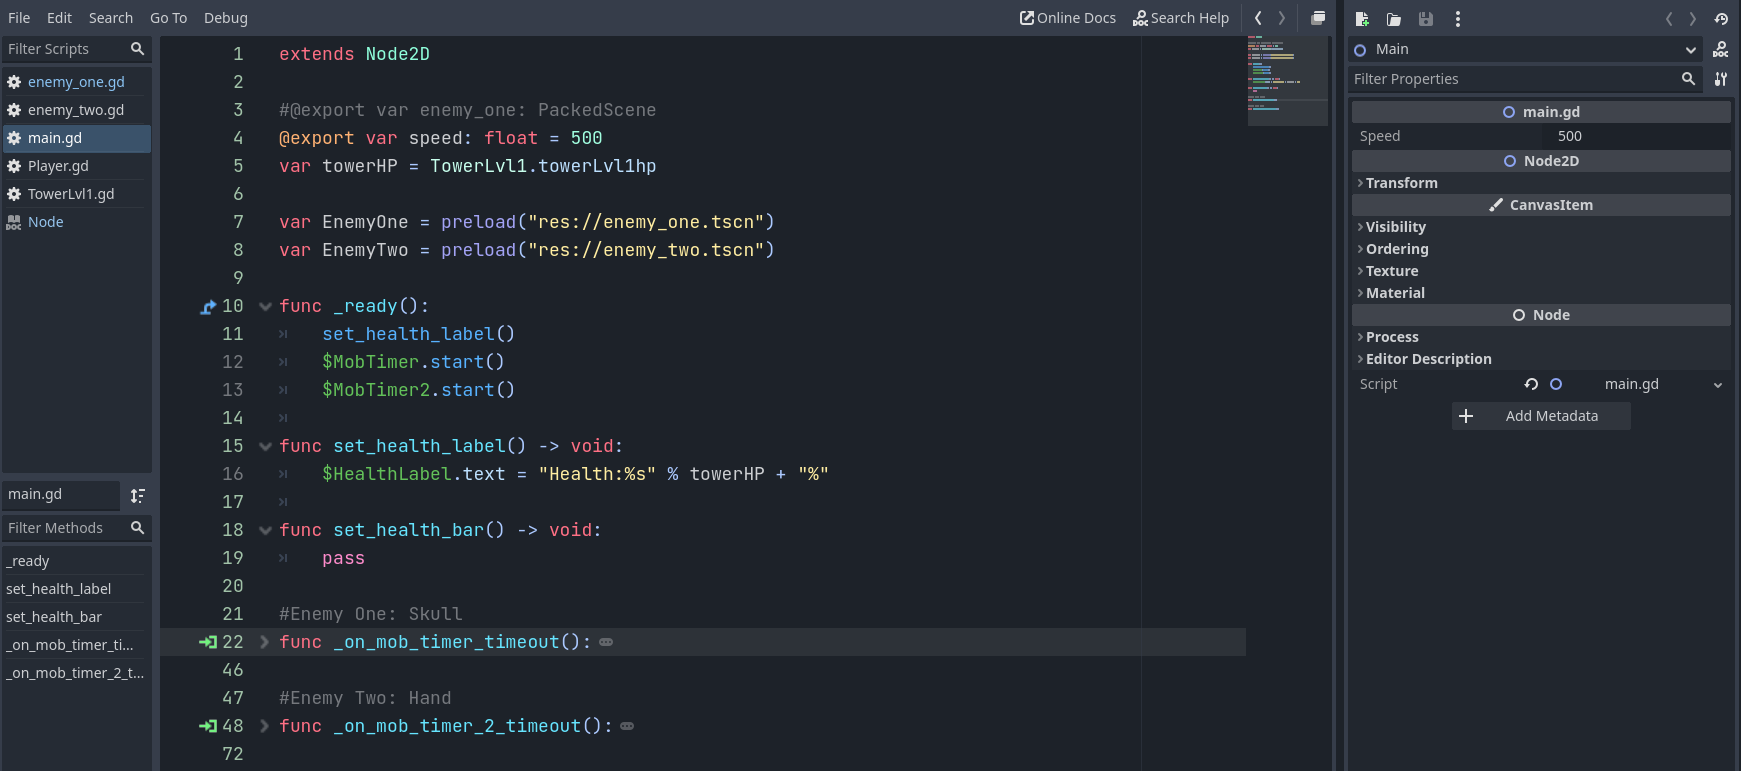 File Edit Search Go To Debug
Online Docs Search Help
Filter Scripts
enemy_one.gd
enemy_two.gd
main.gd
Player.gd
TowerLvl1.gd
DOC Node
main.gd
Filter Methods
_ready
set_health_label
set_health_bar
_on_mob_timer_ti...
_on_mob_timer_2_t...
1 extends Node2D
2
3 #@export var enemy_one: PackedScene
4 @export var speed: float = 500
5 var towerHP = TowerLvl1.towerLvl1hp
6
7 var EnemyOne = preload("res://enemy_one.tscn")
8 var EnemyTwo = preload("res://enemy_two.tscn")
9
10 func _ready():
11 set_health_label()
12 $MobTimer.start()
13 $MobTimer2.start()
14
15 func set_health_label() -> void:
16 $HealthLabel.text = "Health:%s" % towerHP + "%"
17
18 func set_health_bar() -> void:
19 pass
20
21 #Enemy One: Skull
22 func _on_mob_timer_timeout():
46
47 #Enemy Two: Hand
48 func _on_mob_timer_2_timeout():
72
Main
Filter Properties
main.gd
Speed 500
Node2D
Transform
CanvasItem
Visibility
Ordering
Texture
Material
Node
Process
Editor Description
Script main.gd
Add Metadata